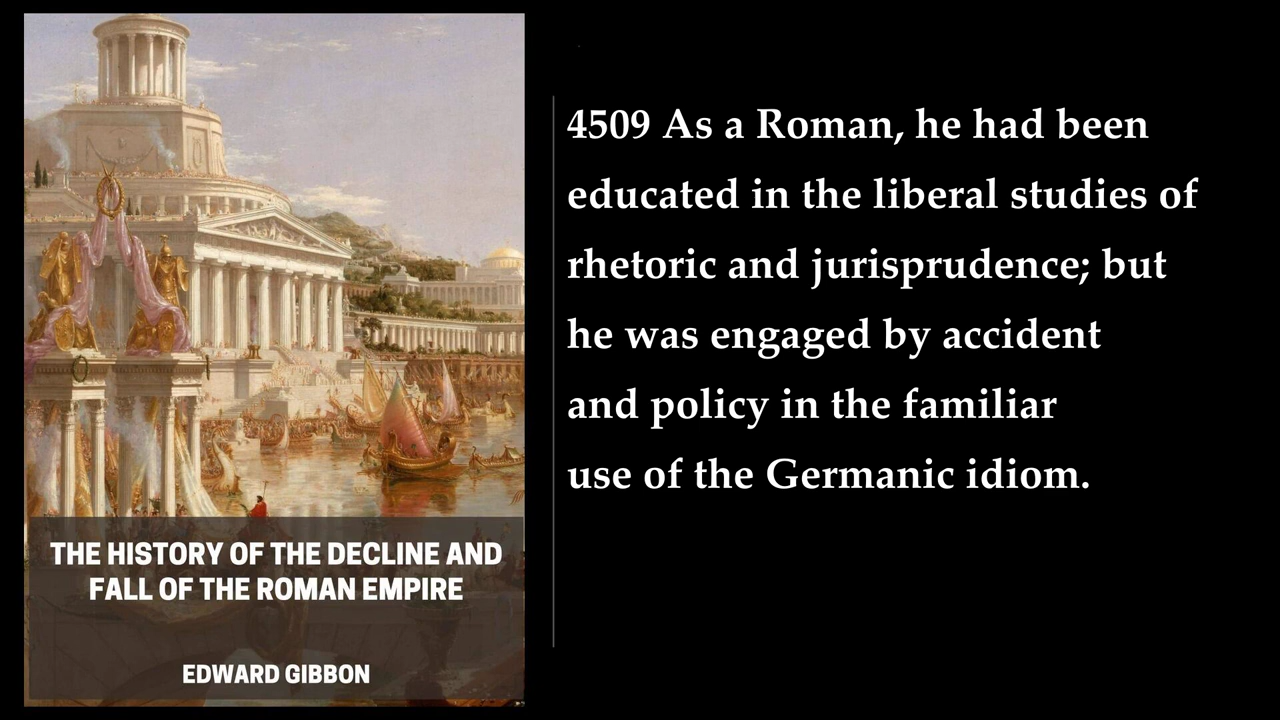 THE HISTORY OF THE DECLINE AND
FALL OF THE ROMAN EMPIRE
EDWARD GIBBON
4509 As a Roman, he had been
educated in the liberal studies of
rhetoric and jurisprudence; but
he was engaged by accident
and policy in the familiar
use of the Germanic idiom.